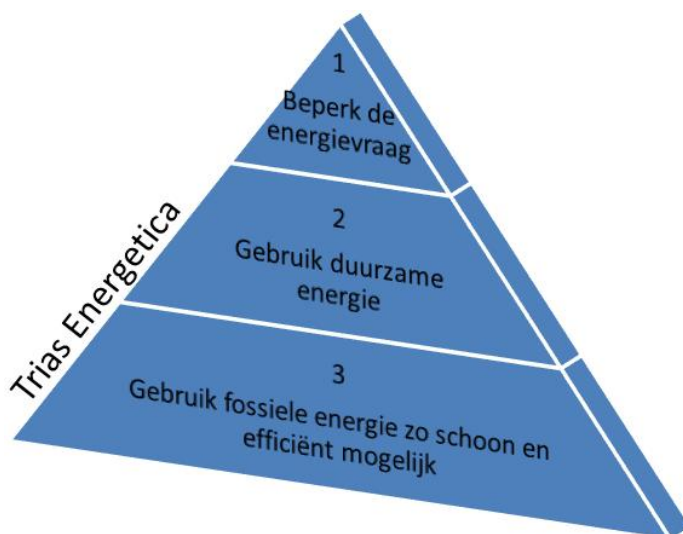 1
Beperk de
energievraag
2
Gebruik duurzame
energie
3
Gebruik fossiele energie zo schoon en
efficiënt mogelijk
Trias Energetica